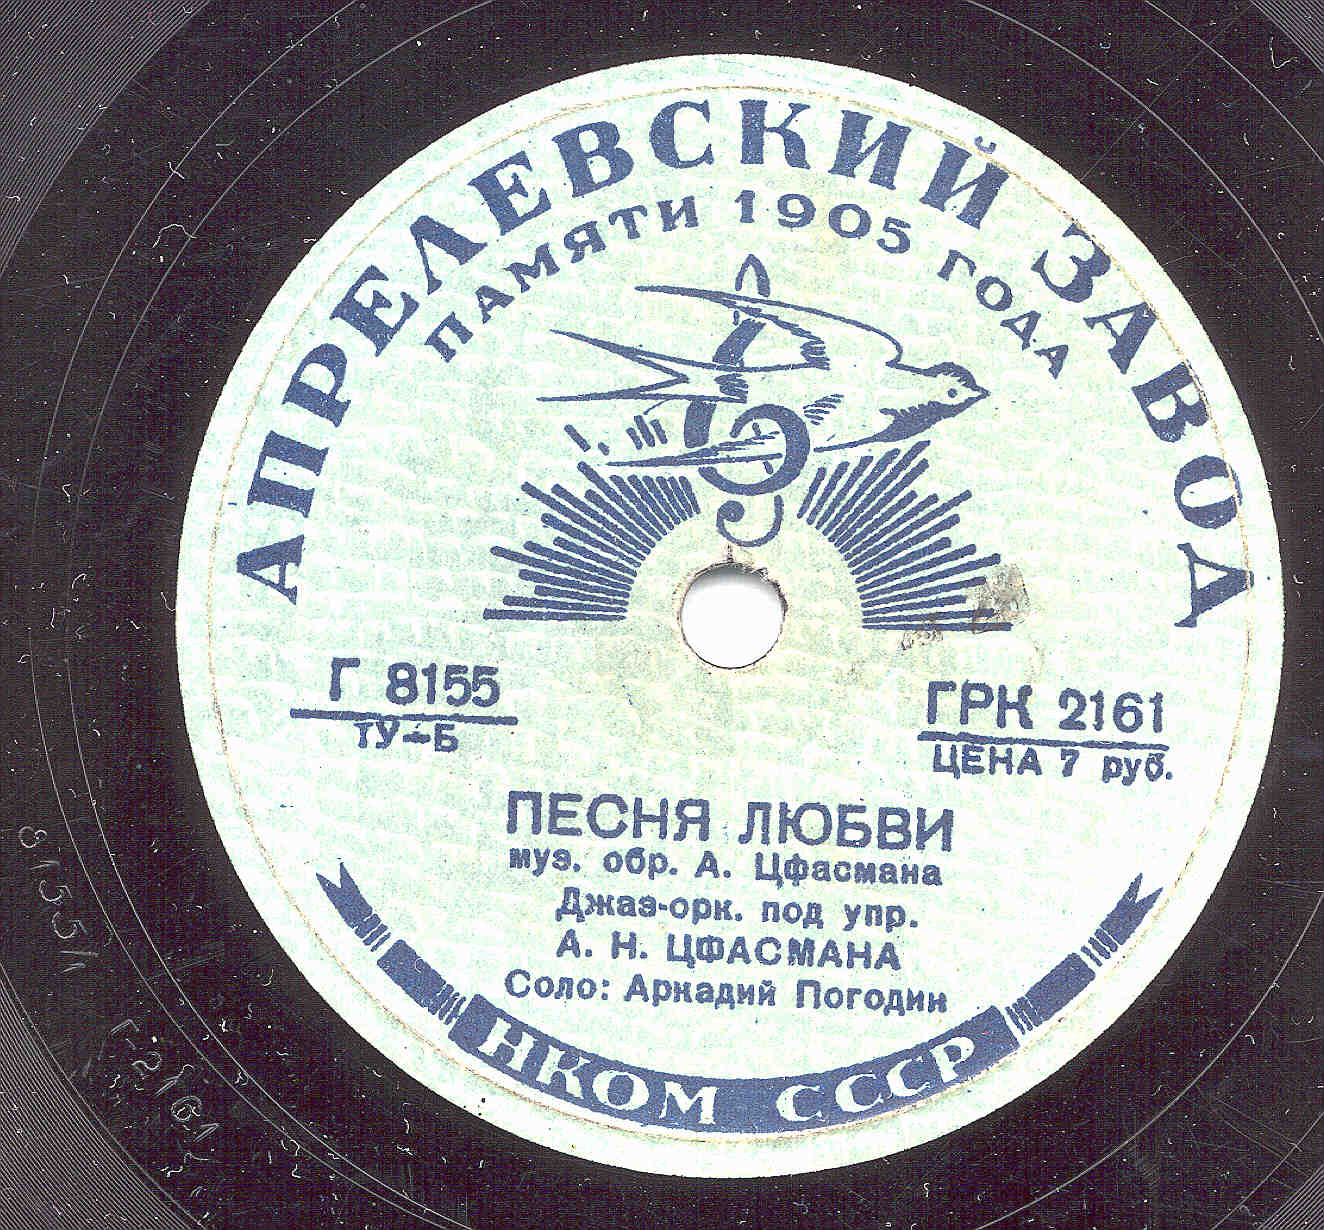 АПРЕЛЕВСКИЙ ЗАВОД
ПАМЯТИ 1905 ГОДА
Г 8155
ТУ-Б
ГРК 2161
ЦЕНА 7 руб.
ПЕСНЯ ЛЮБВИ
муз. обр. А. Цфасмана
Джаз-орк. под упр.
А. Н. ЦФАСМАНА
Соло: Аркадий Погодин
НКОМ СССР